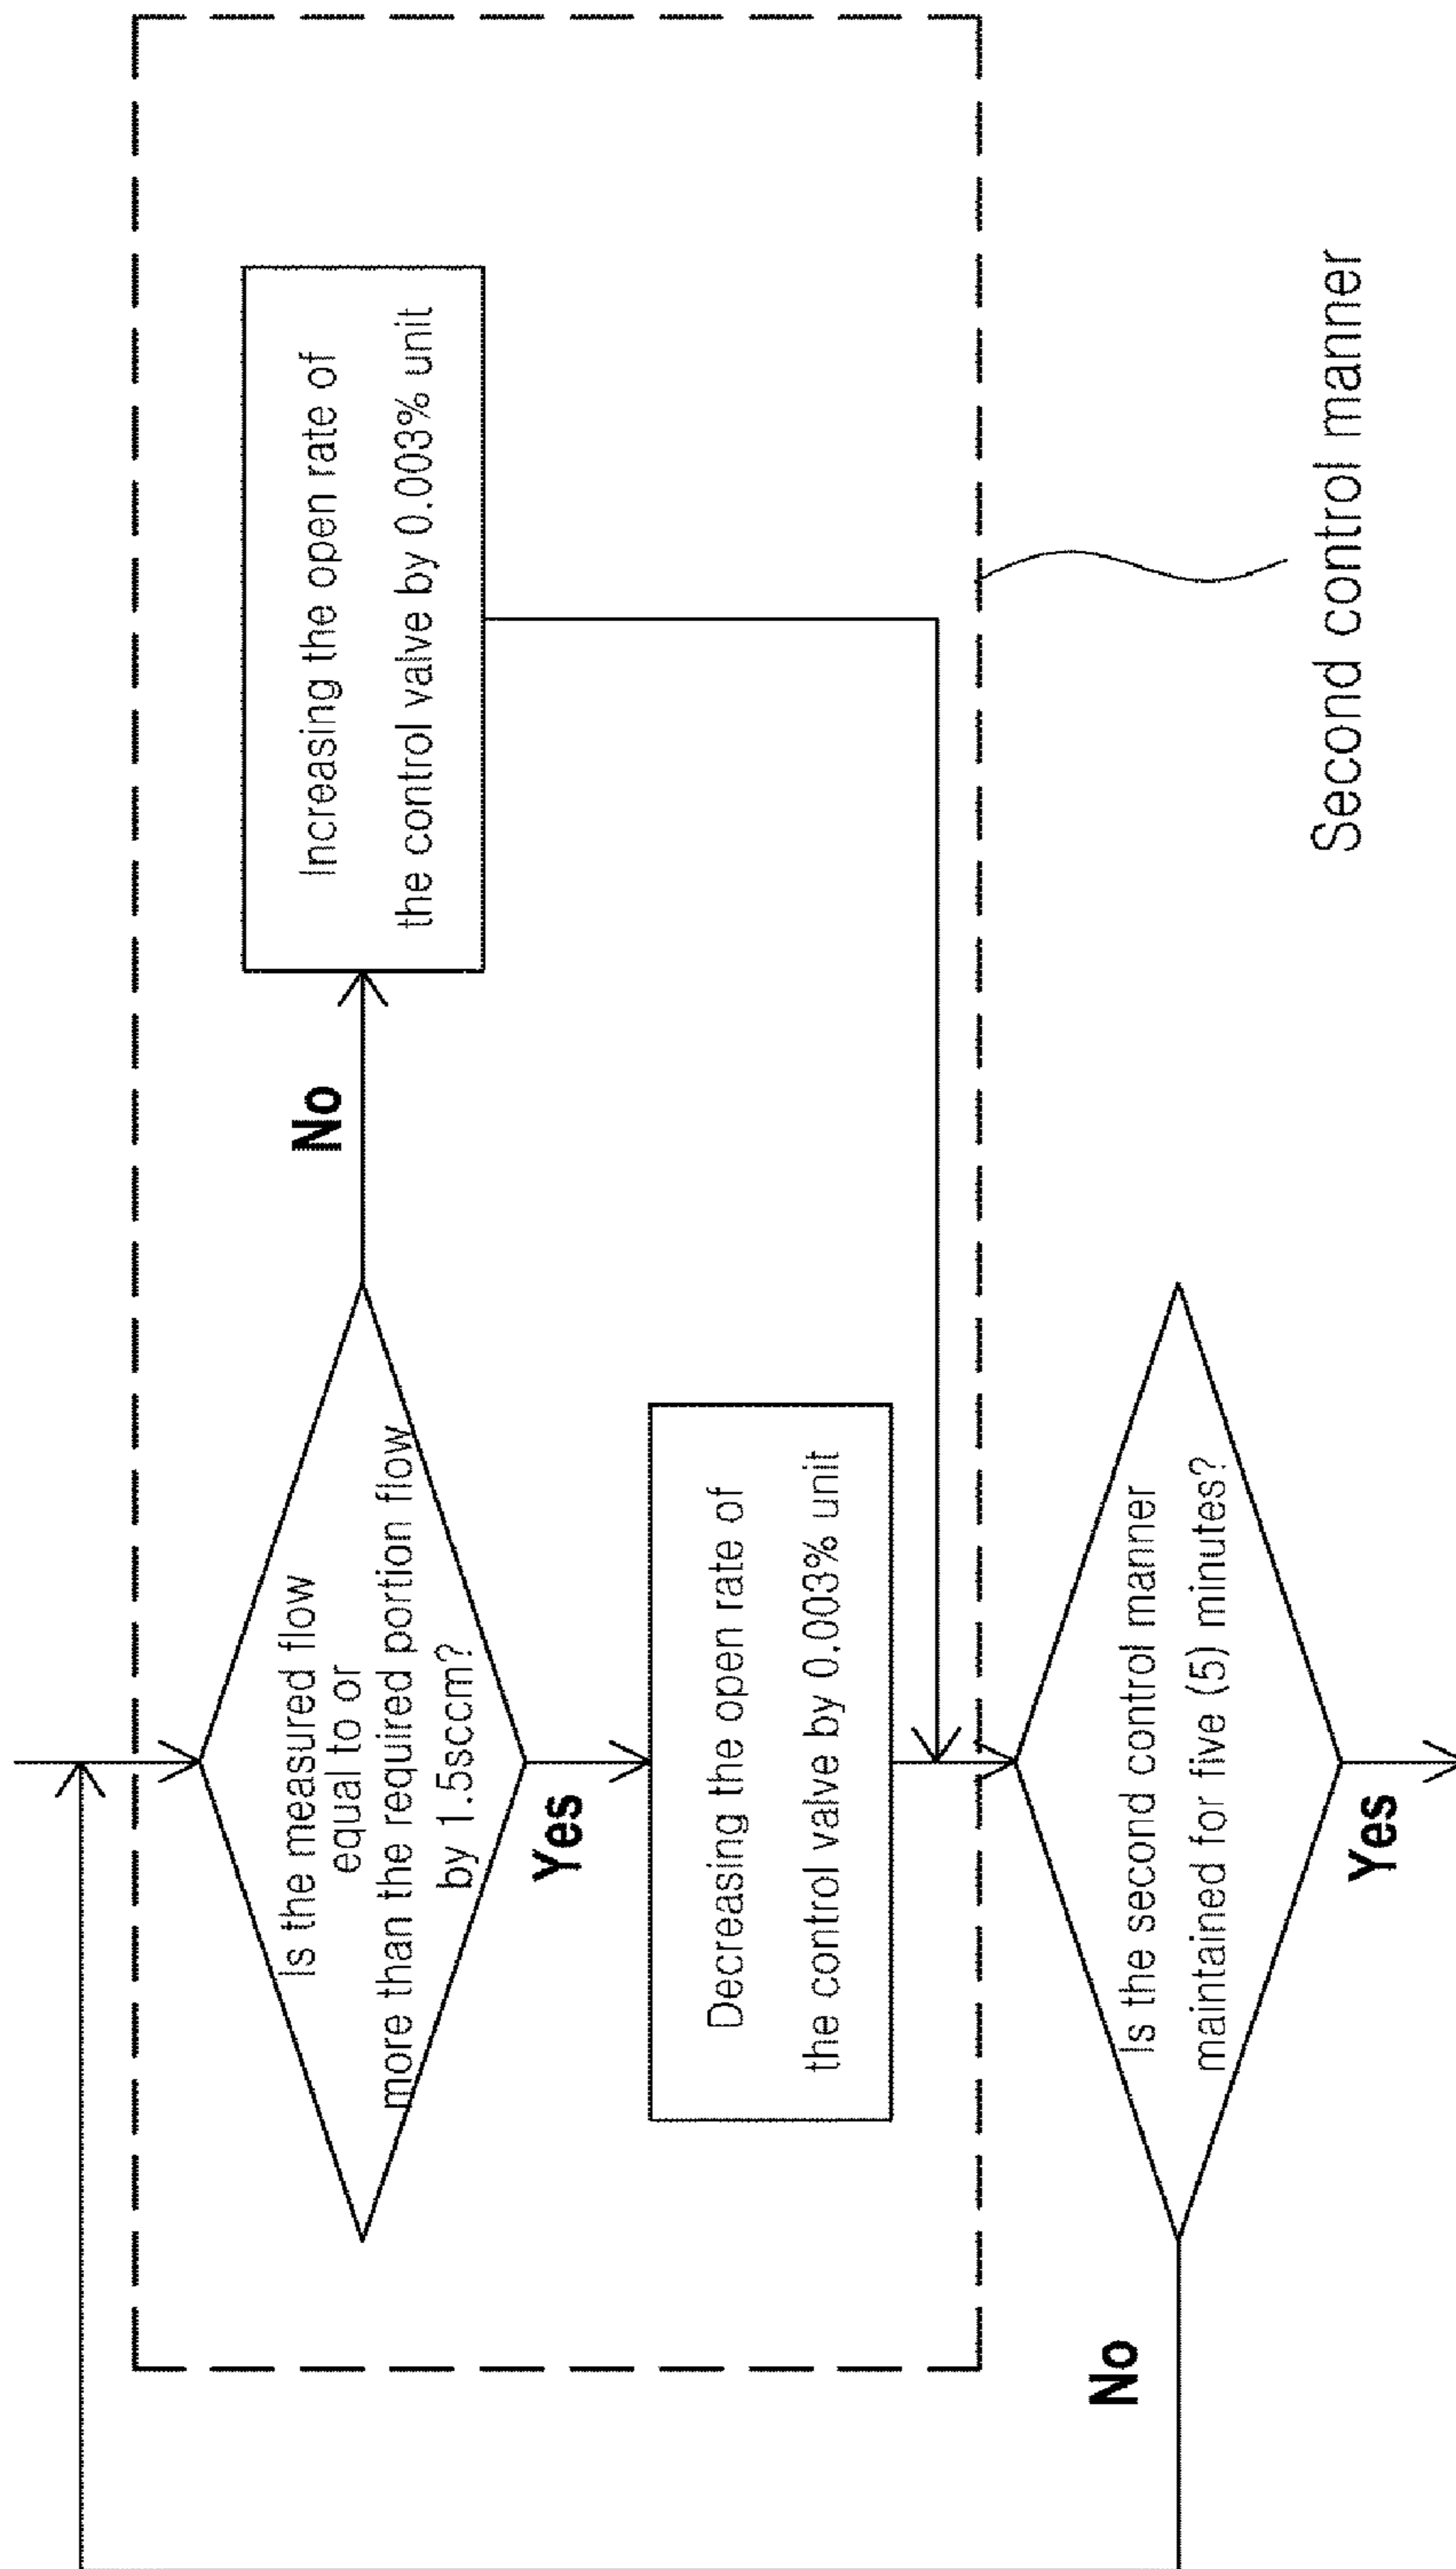 Is the measured flow
equal to or
more than the required portion flow
by 1.5sccm?
No
Increasing the open rate of
the control valve by 0.003% unit
Yes
Decreasing the open rate of
the control valve by 0.003% unit
No
Is the second control manner
maintained for five (5) minutes?
Second control manner
Yes